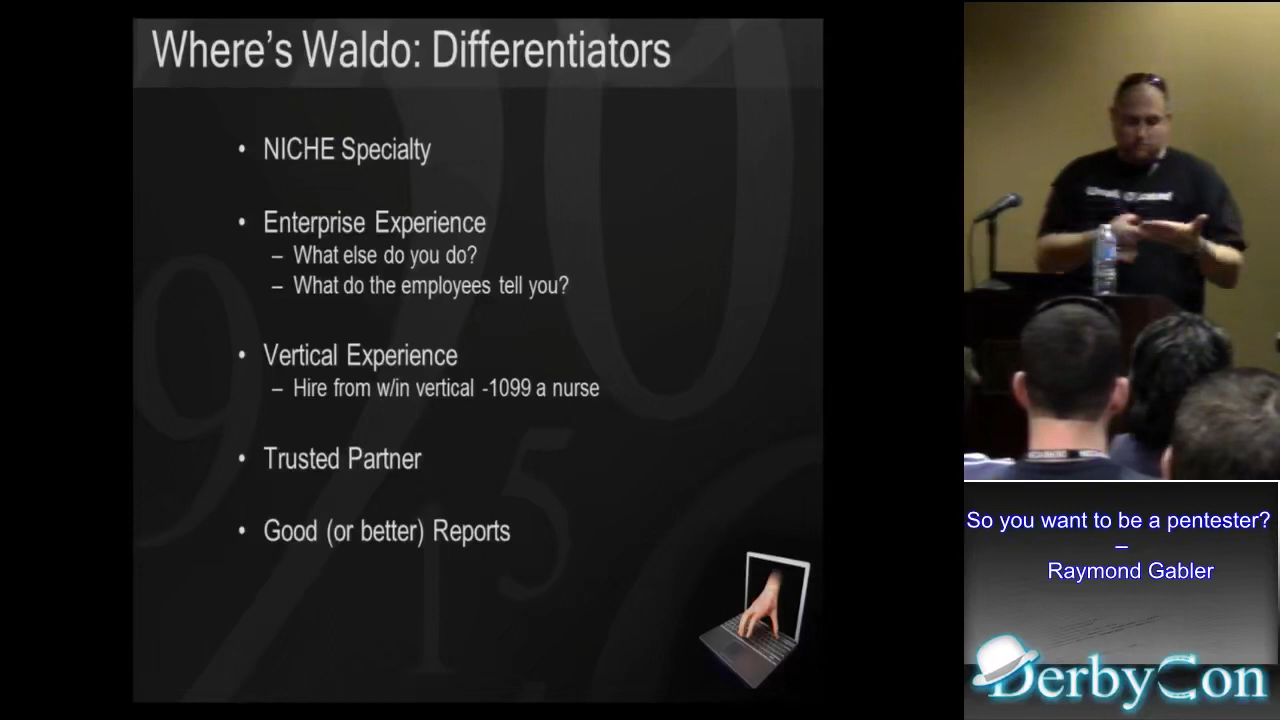 Where's Waldo: Differentiators
• NICHE Specialty
• Enterprise Experience
– What else do you do?
– What do the employees tell you?
• Vertical Experience
– Hire from w/in vertical -1099 a nurse
• Trusted Partner
• Good (or better) Reports
So you want to be a pentester?
–
Raymond Gabler
DerbyCon